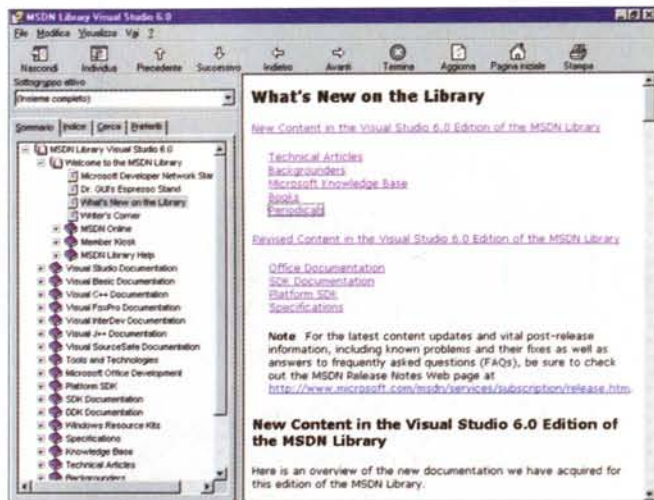 MSDN Library Visual Studio 6.0
File Modifica Visualizza Vai ?
Nascondi Individua Precedente Successivo Indietro Avanti Termina Aggiorna Pagina iniziale Stampa
Sottogruppo attivo
(Insieme completo)
Sommario Indice Cerca Preferiti
MSDN Library Visual Studio 6.0
Welcome to the MSDN Library
Microsoft Developer Network Star
Dr. GUI's Espresso Stand
What's New on the Library
Writer's Corner
MSDN Online
Member Kiosk
MSDN Library Help
Visual Studio Documentation
Visual Basic Documentation
Visual C++ Documentation
Visual FoxPro Documentation
Visual InterDev Documentation
Visual J++ Documentation
Visual SourceSafe Documentation
Tools and Technologies
Microsoft Office Development
Platform SDK
SDK Documentation
DDK Documentation
Windows Resource Kits
Specifications
Knowledge Base
Technical Articles
Backgrounders
What's New on the Library
New Content in the Visual Studio 6.0 Edition of the MSDN Library
Technical Articles
Backgrounders
Microsoft Knowledge Base
Books
Periodicals
Revised Content in the Visual Studio 6.0 Edition of the MSDN Library
Office Documentation
SDK Documentation
Platform SDK
Specifications
Note For the latest content updates and vital post-release
information, including known problems and their fixes as well as
answers to frequently asked questions (FAQs), be sure to check
out the MSDN Release Notes Web page at
http://www.microsoft.com/msdn/services/subscription/release.htm.
New Content in the Visual Studio 6.0 Edition of
the MSDN Library
Here is an overview of the new documentation we have acquired for
this edition of the MSDN Library.